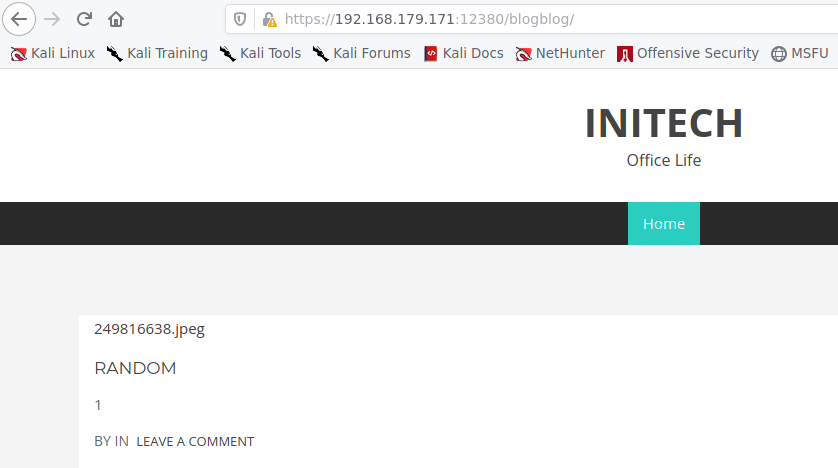 https://192.168.179.171:12380/blogblog/
Kali Linux Kali Training Kali Tools Kali Forums Kali Docs NetHunter Offensive Security MSFU
INITECH
Office Life
Home
249816638.jpeg
RANDOM
1
BY IN LEAVE A COMMENT